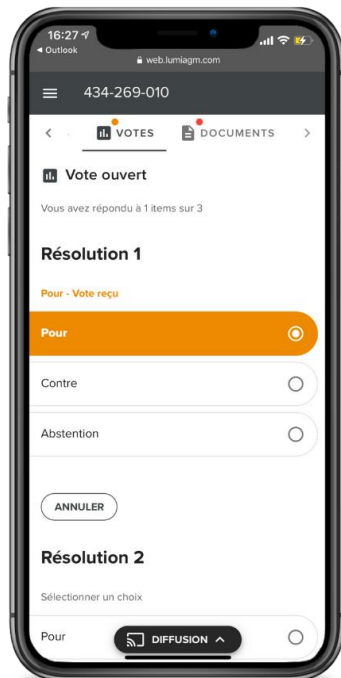 16:27
Outlook
web.lumiagm.com
434-269-010
VOTES DOCUMENTS
Vote ouvert
Vous avez répondu à 1 items sur 3
Résolution 1
Pour - Vote reçu
Pour
Contre
Abstention
ANNULER
Résolution 2
Sélectionner un choix
Pour
DIFFUSION